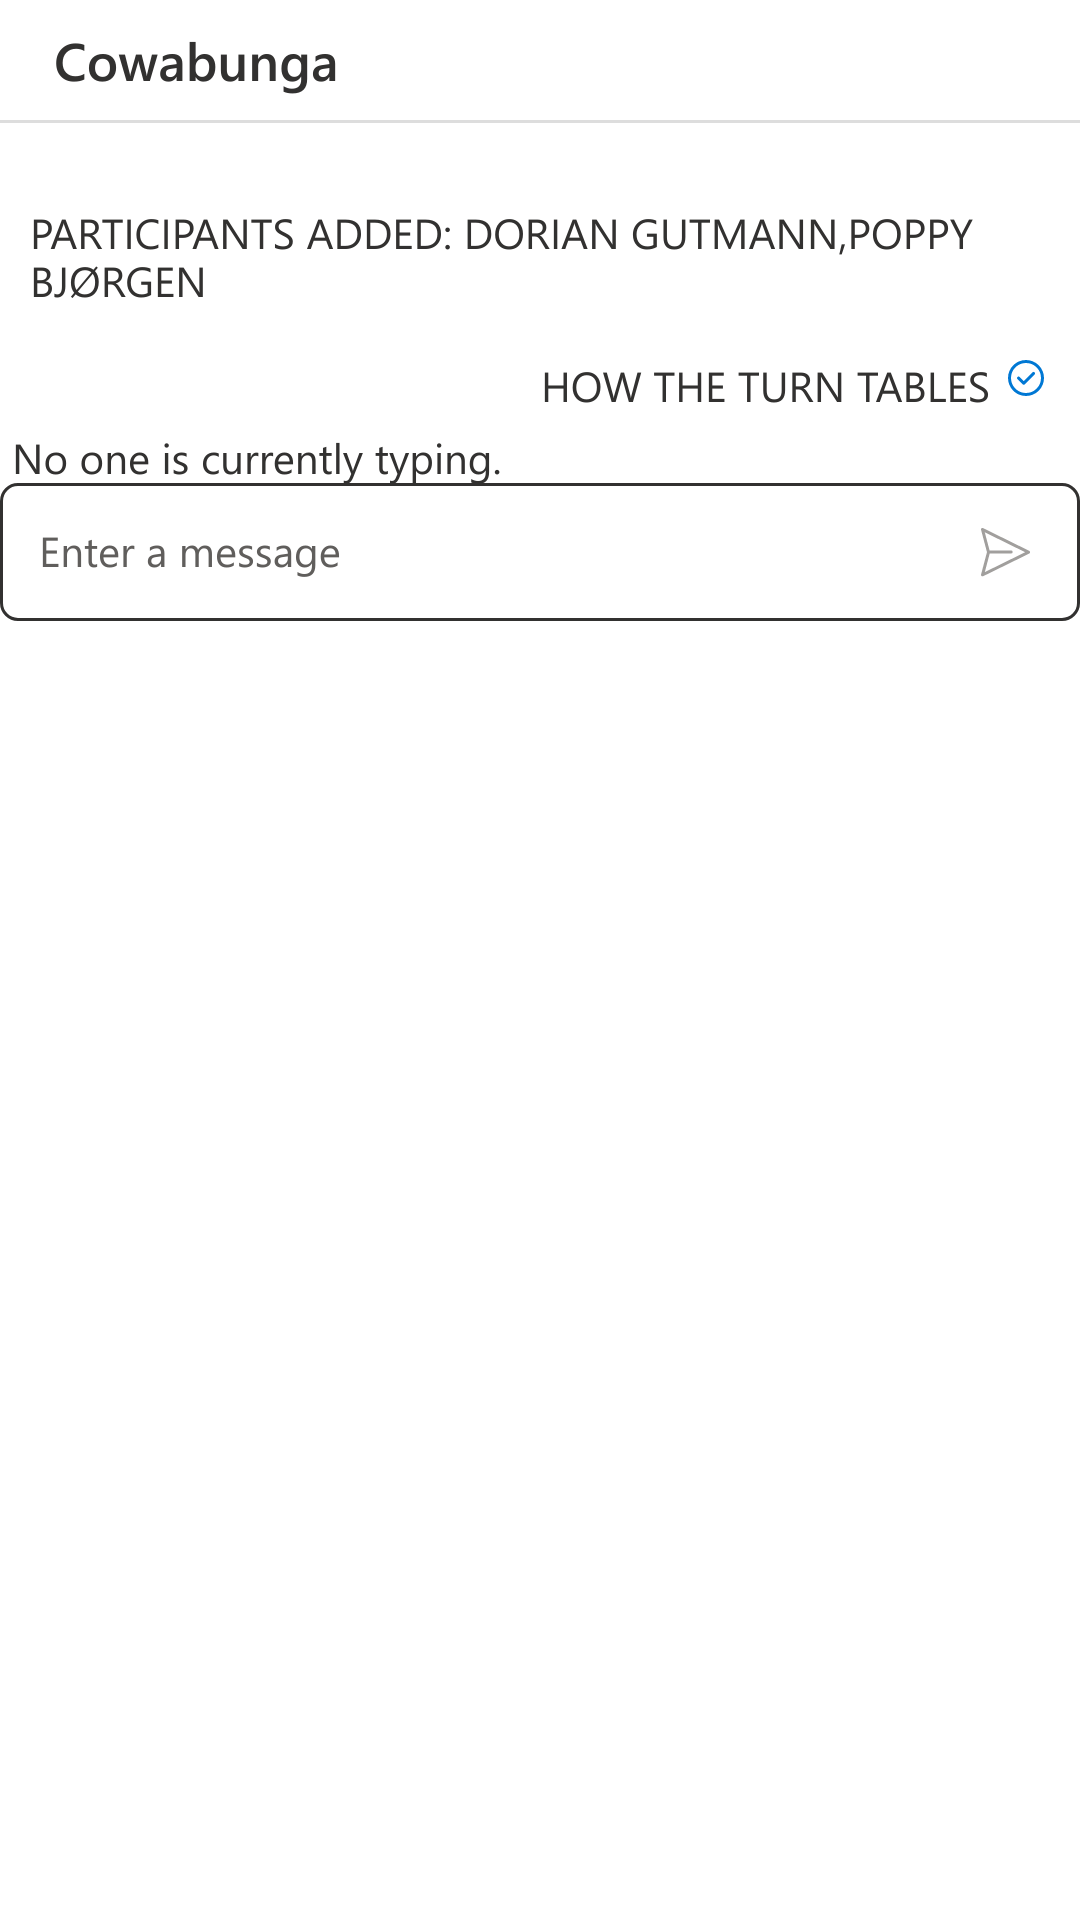 Cowabunga
PARTICIPANTS ADDED: DORIAN GUTMANN,POPPY
BJØRGEN
HOW THE TURN TABLES
No one is currently typing.
Enter a message